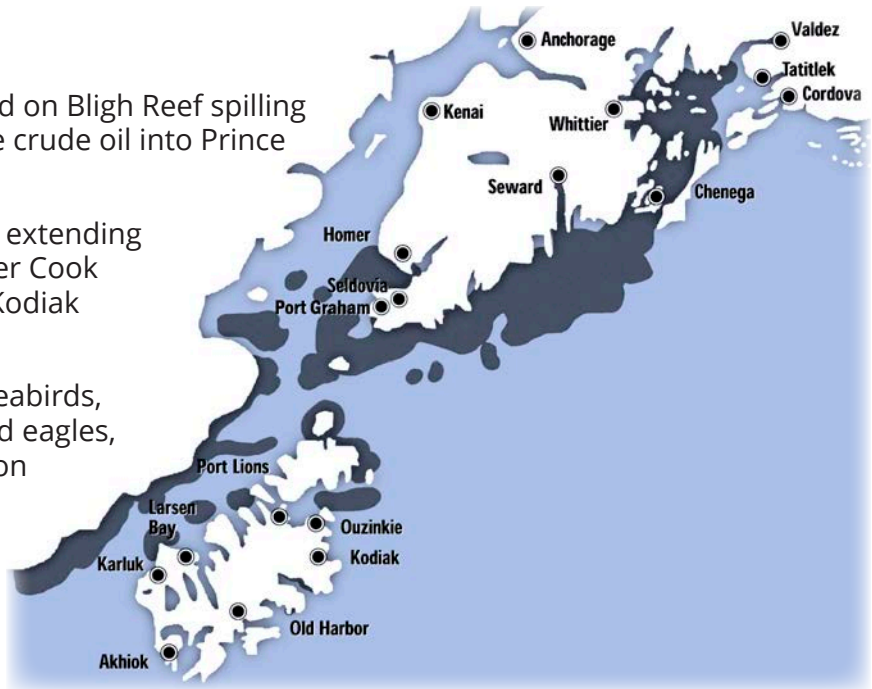 d on Bligh Reef spilling
e crude oil into Prince
extending
er Cook
Kodiak
eabirds,
d eagles,
on
Anchorage
Valdez
Tatitlek
Cordova
Kenai
Whittier
Seward
Chenega
Homer
Seldovia
Port Graham
Port Lions
Larsen
Bay
Ouzinkie
Karluk
Kodiak
Old Harbor
Akhiok